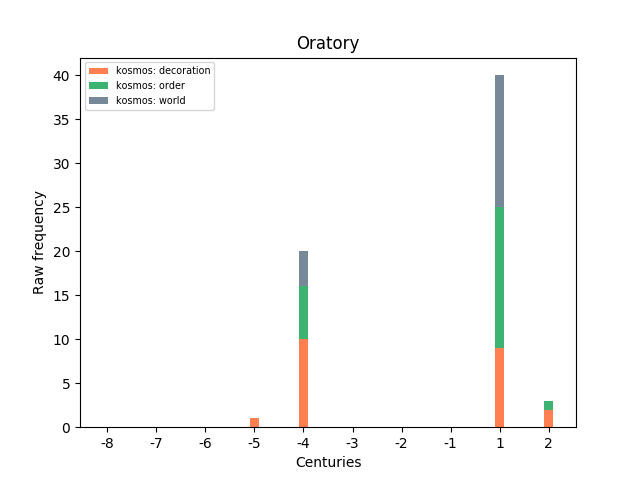 Oratory
kosmos: decoration
kosmos: order
kosmos: world
Raw frequency
40
35
30
25
20
15
10
5
0
-8 -7 -6 -5 -4 -3 -2 -1 1 2
Centuries